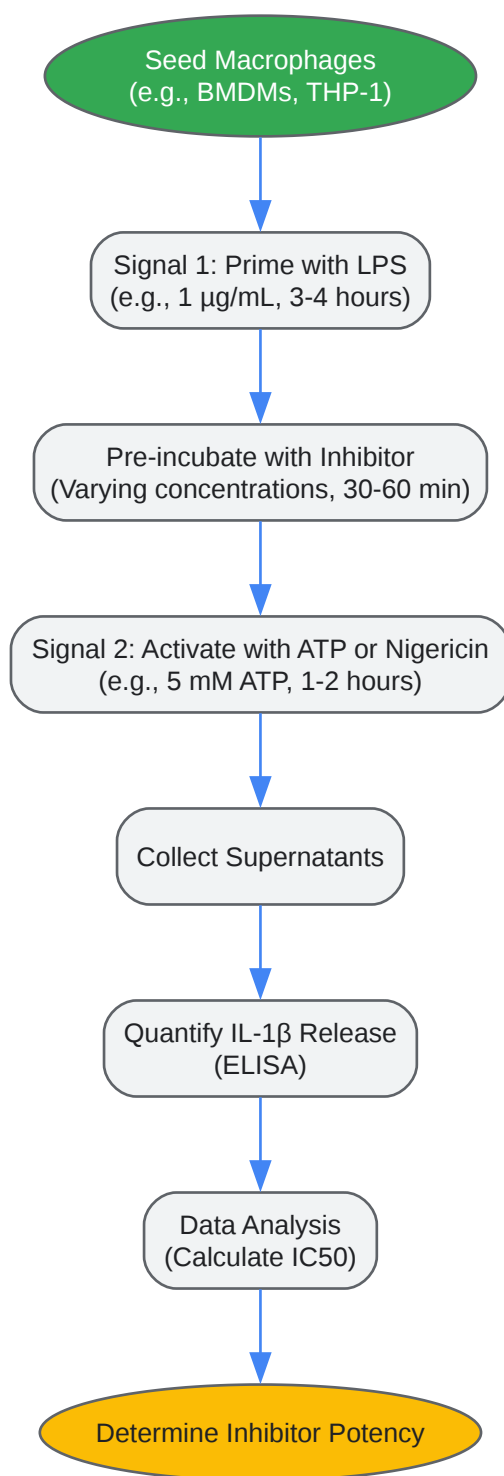 Seed Macrophages
(e.g., BMDMs, THP-1)
Signal 1: Prime with LPS
(e.g., 1 µg/mL, 3-4 hours)
Pre-incubate with Inhibitor
(Varying concentrations, 30-60 min)
Signal 2: Activate with ATP or Nigericin
(e.g., 5 mM ATP, 1-2 hours)
Collect Supernatants
Quantify IL-1β Release
(ELISA)
Data Analysis
(Calculate IC50)
Determine Inhibitor Potency